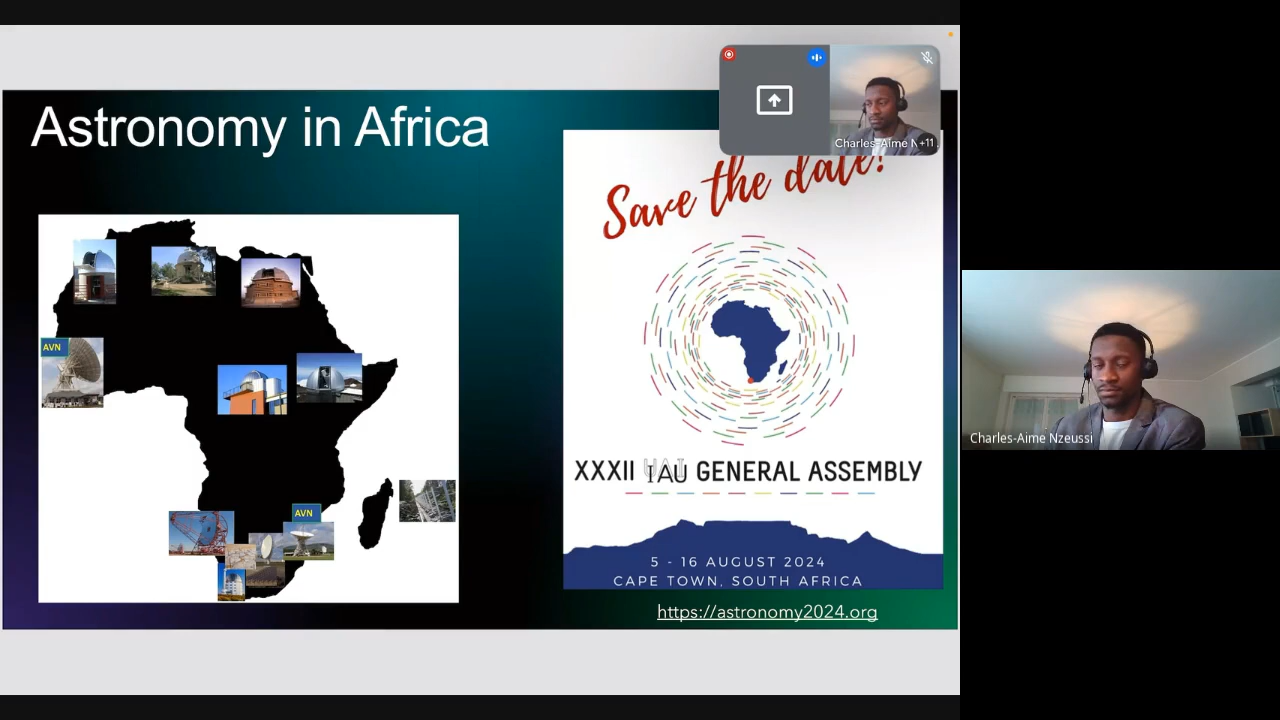 Astronomy in Africa
AVN
AVN
Save the date!
XXXII IAU GENERAL ASSEMBLY
5 - 16 AUGUST 2024
CAPE TOWN, SOUTH AFRICA
https://astronomy2024.org
Charles-Aime N +11
Charles-Aime Nzeussi